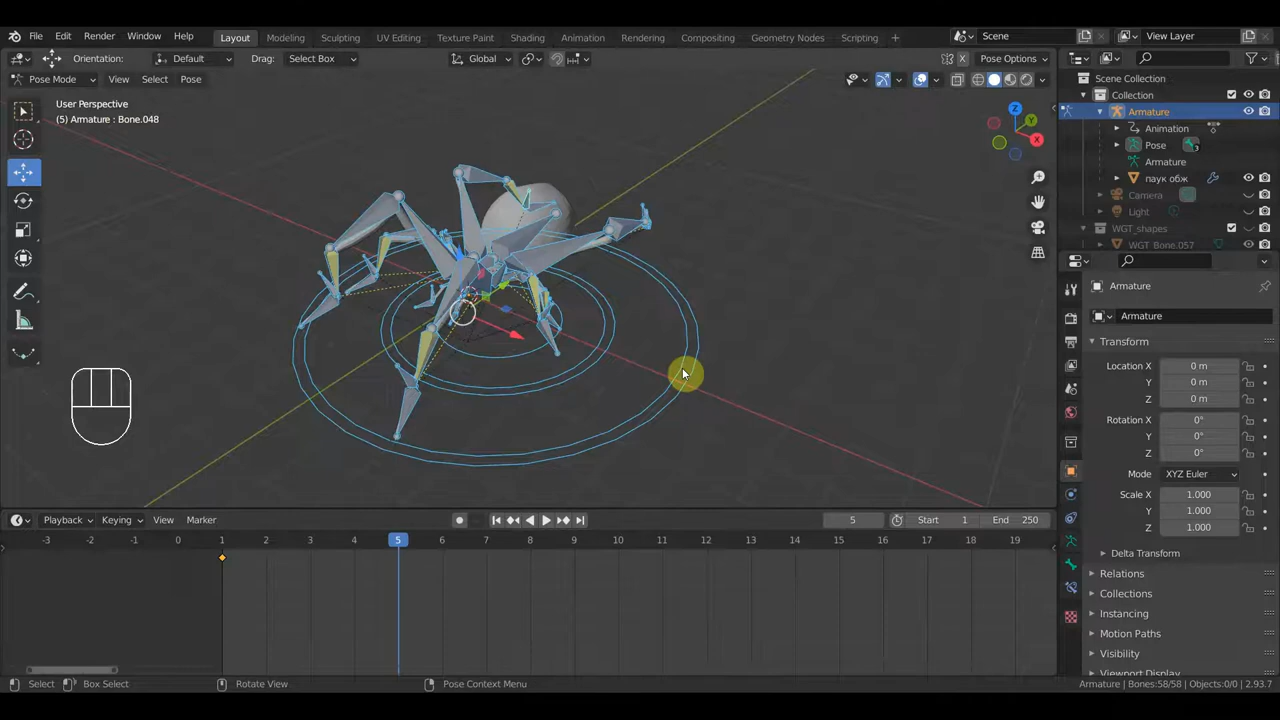 File Edit Render Window Help Layout Modeling Sculpting UV Editing Texture Paint Shading Animation Rendering Compositing Geometry Nodes Scripting + Scene View Layer
Orientation: Default Drag: Select Box Global X Pose Options
Pose Mode View Select Pose
User Perspective
(5) Armature : Bone.048
Z
Y
X
Scene Collection
Collection
Armature
Animation
Pose 3
Armature
паук обж
Camera
Light
WGT_shapes
WGT_Bone.057
Armature
Armature
Transform
Location X 0 m
Y 0 m
Z 0 m
Rotation X 0°
Y 0°
Z 0°
Mode XYZ Euler
Scale X 1.000
Y 1.000
Z 1.000
Delta Transform
Relations
Collections
Instancing
Motion Paths
Visibility
Viewport Display
Playback Keying View Marker 5 Start 1 End 250
-3 -2 -1 0 1 2 3 4 5 6 7 8 9 10 11 12 13 14 15 16 17 18 19
Select Box Select Rotate View Pose Context Menu Armature | Bones:58/58 | Objects:0/0 | 2.93.7